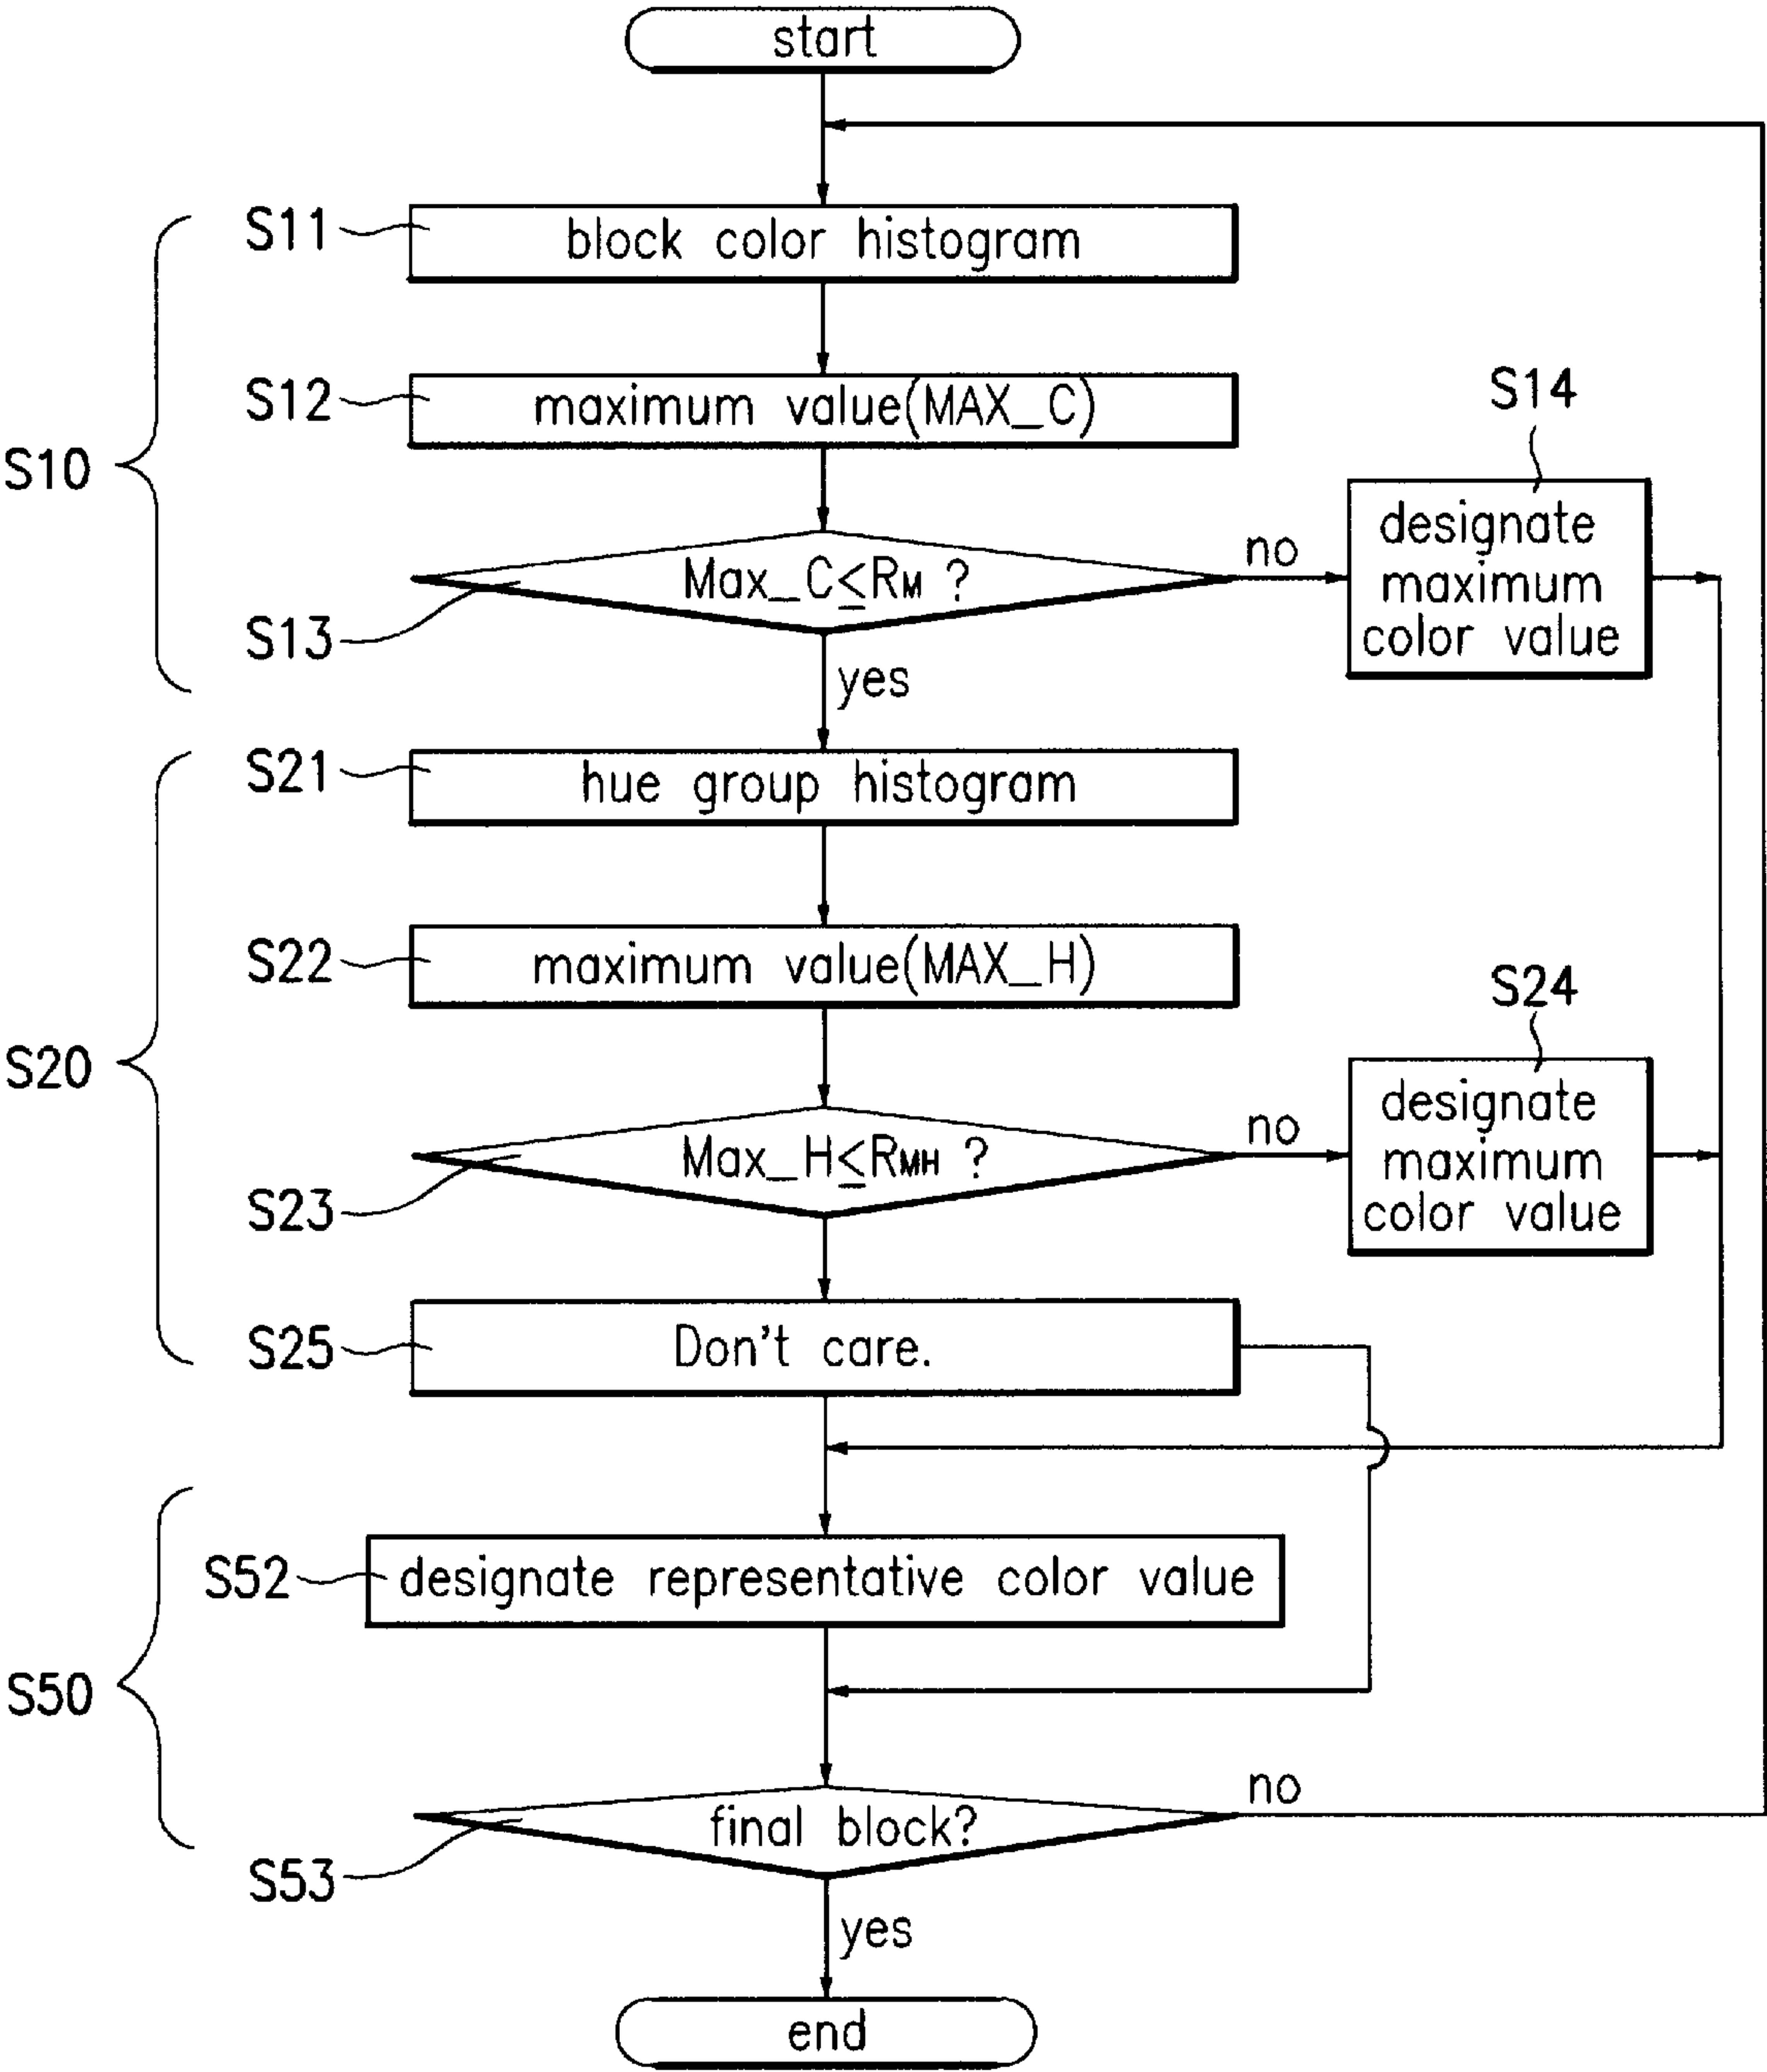 start
S11
block color histogram
S12
maximum value(MAX_C)
S14
S10
designate
maximum
color value
Max_C≤RM ?
no
S13
yes
S21
hue group histogram
S22
maximum value(MAX_H)
S24
S20
designate
maximum
color value
Max_H≤RMH ?
no
S23
S25
Don't care.
S52
designate representative color value
S50
final block?
no
S53
yes
end